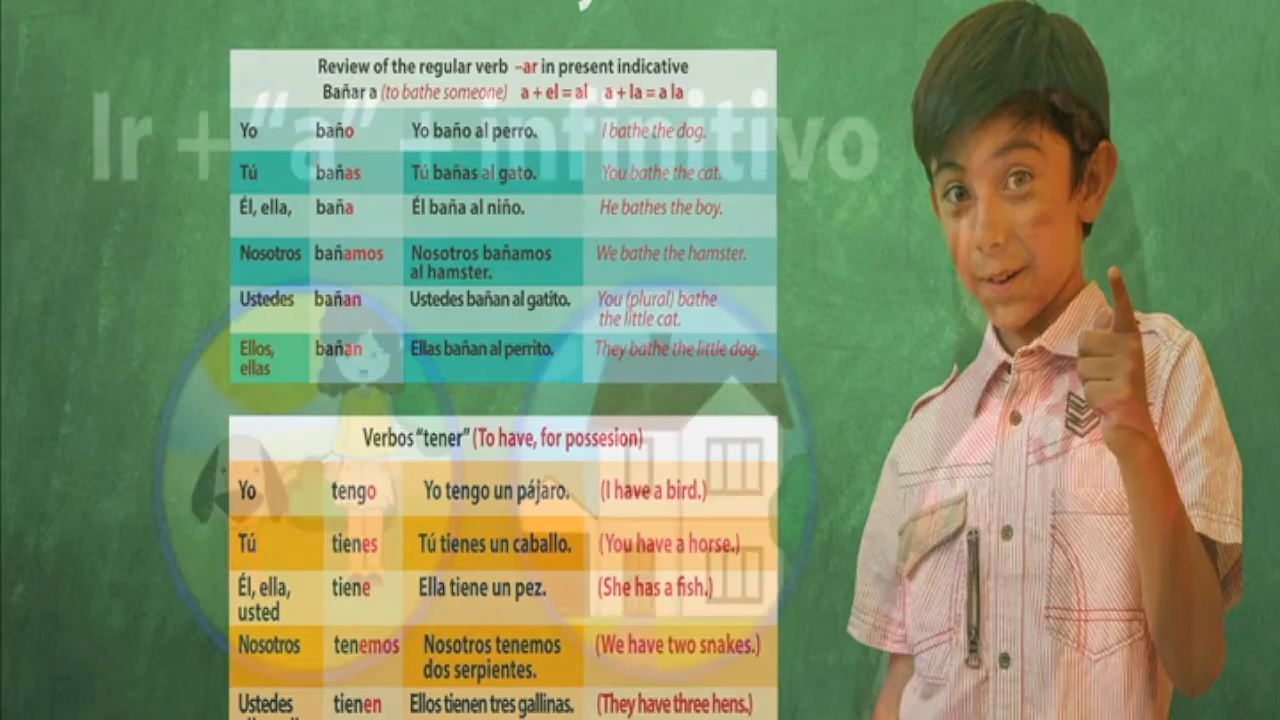 Ir + "a" + infinitivo
Review of the regular verb –ar in present indicative
Bañar a (to bathe someone) a + el = al a + la = a la
Yo baño Yo baño al perro. I bathe the dog.
Tú bañas Tú bañas al gato. You bathe the cat.
Él, ella, baña Él baña al niño. He bathes the boy.
Nosotros bañamos Nosotros bañamos We bathe the hamster.
al hamster.
Ustedes bañan Ustedes bañan al gatito. You (plural) bathe
the little cat.
Ellos, bañan Ellas bañan al perrito. They bathe the little dog.
ellas
Verbos "tener" (To have, for possesion)
Yo tengo Yo tengo un pájaro. (I have a bird.)
Tú tienes Tú tienes un caballo. (You have a horse.)
Él, ella, tiene Ella tiene un pez. (She has a fish.)
usted
Nosotros tenemos Nosotros tenemos (We have two snakes.)
dos serpientes.
Ustedes tienen Ellos tienen tres gallinas. (They have three hens.)